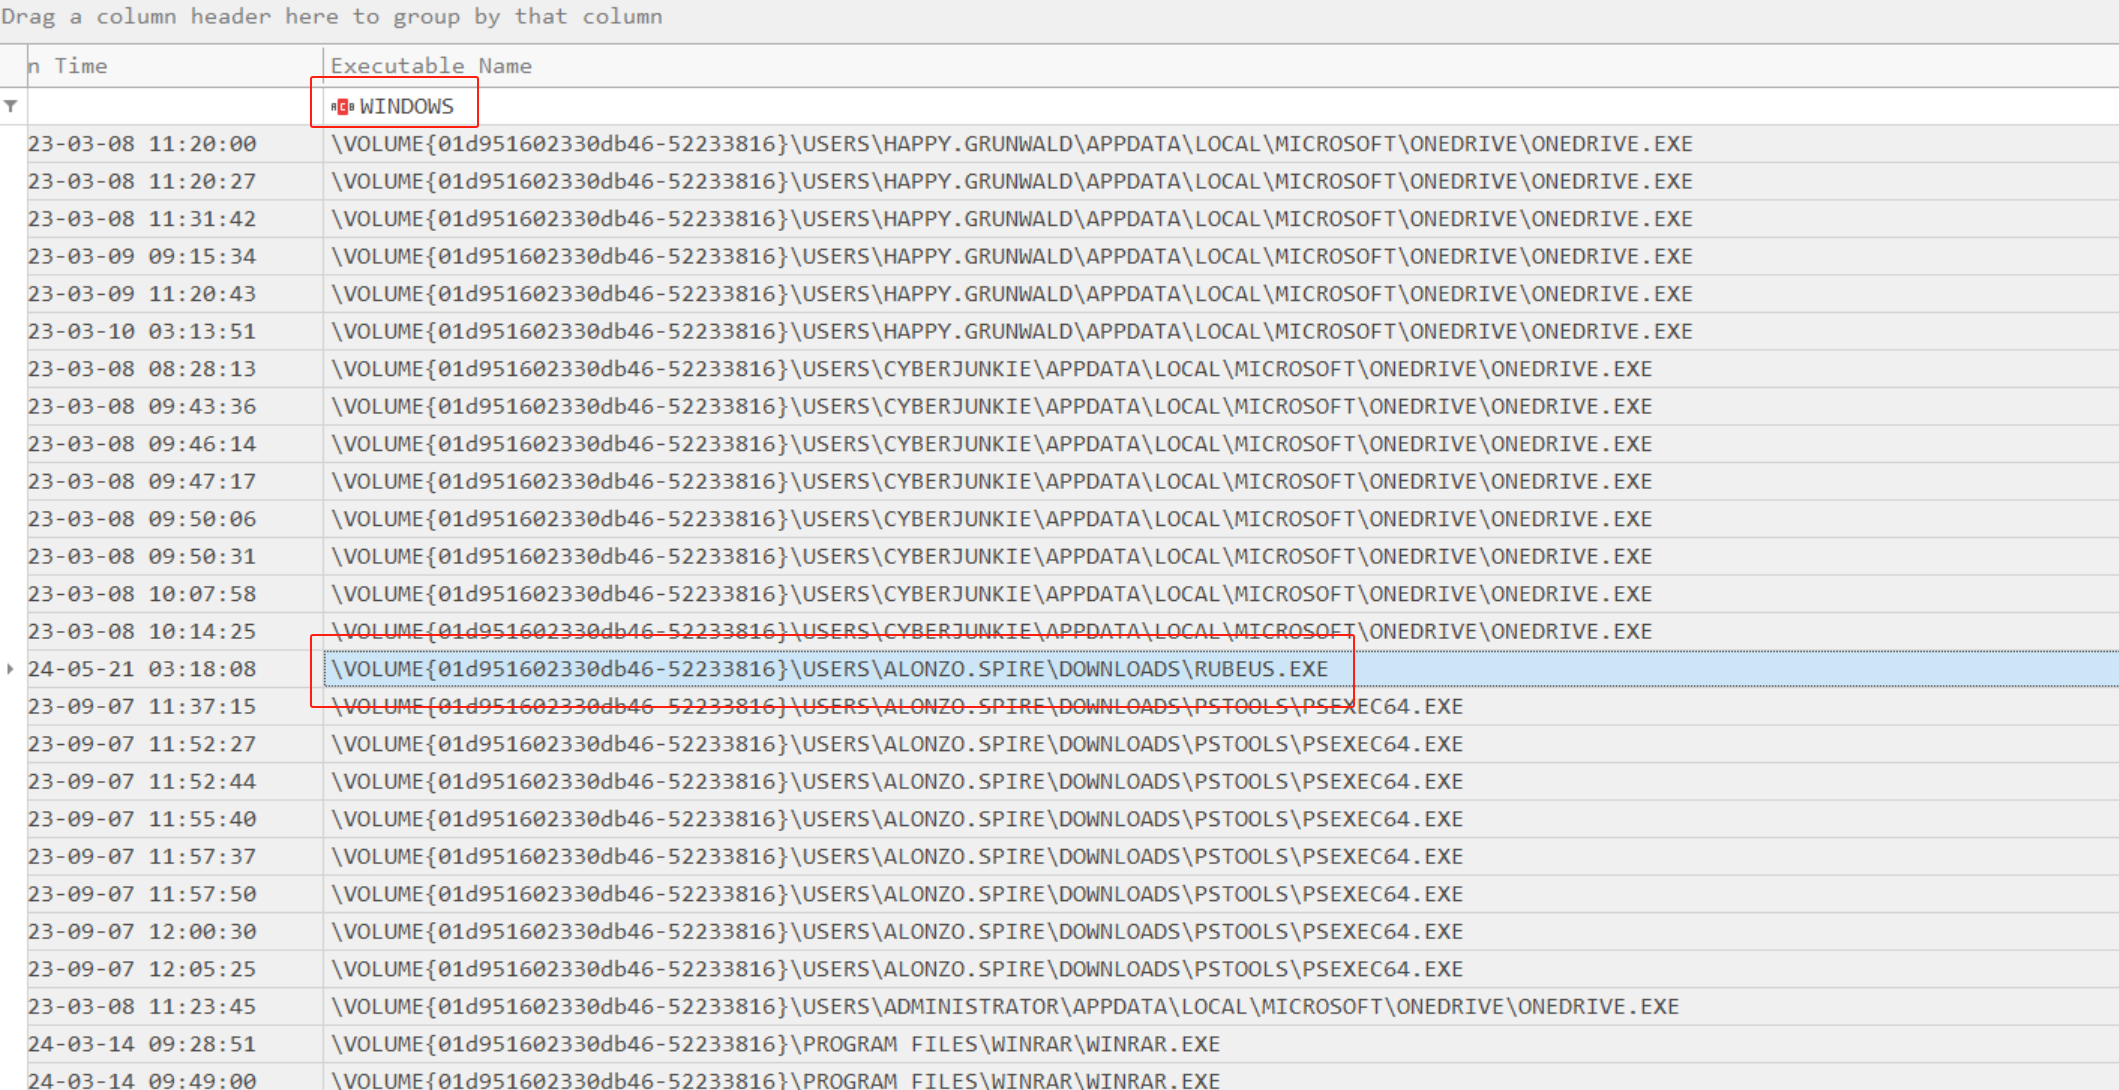 Drag a column header here to group by that column
n Time Executable Name
WINDOWS
23-03-08 11:20:00 \VOLUME{01d951602330db46-52233816}\USERS\HAPPY.GRUNWALD\APPDATA\LOCAL\MICROSOFT\ONEDRIVE\ONEDRIVE.EXE
23-03-08 11:20:27 \VOLUME{01d951602330db46-52233816}\USERS\HAPPY.GRUNWALD\APPDATA\LOCAL\MICROSOFT\ONEDRIVE\ONEDRIVE.EXE
23-03-08 11:31:42 \VOLUME{01d951602330db46-52233816}\USERS\HAPPY.GRUNWALD\APPDATA\LOCAL\MICROSOFT\ONEDRIVE\ONEDRIVE.EXE
23-03-09 09:15:34 \VOLUME{01d951602330db46-52233816}\USERS\HAPPY.GRUNWALD\APPDATA\LOCAL\MICROSOFT\ONEDRIVE\ONEDRIVE.EXE
23-03-09 11:20:43 \VOLUME{01d951602330db46-52233816}\USERS\HAPPY.GRUNWALD\APPDATA\LOCAL\MICROSOFT\ONEDRIVE\ONEDRIVE.EXE
23-03-10 03:13:51 \VOLUME{01d951602330db46-52233816}\USERS\HAPPY.GRUNWALD\APPDATA\LOCAL\MICROSOFT\ONEDRIVE\ONEDRIVE.EXE
23-03-08 08:28:13 \VOLUME{01d951602330db46-52233816}\USERS\CYBERJUNKIE\APPDATA\LOCAL\MICROSOFT\ONEDRIVE\ONEDRIVE.EXE
23-03-08 09:43:36 \VOLUME{01d951602330db46-52233816}\USERS\CYBERJUNKIE\APPDATA\LOCAL\MICROSOFT\ONEDRIVE\ONEDRIVE.EXE
23-03-08 09:46:14 \VOLUME{01d951602330db46-52233816}\USERS\CYBERJUNKIE\APPDATA\LOCAL\MICROSOFT\ONEDRIVE\ONEDRIVE.EXE
23-03-08 09:47:17 \VOLUME{01d951602330db46-52233816}\USERS\CYBERJUNKIE\APPDATA\LOCAL\MICROSOFT\ONEDRIVE\ONEDRIVE.EXE
23-03-08 09:50:06 \VOLUME{01d951602330db46-52233816}\USERS\CYBERJUNKIE\APPDATA\LOCAL\MICROSOFT\ONEDRIVE\ONEDRIVE.EXE
23-03-08 09:50:31 \VOLUME{01d951602330db46-52233816}\USERS\CYBERJUNKIE\APPDATA\LOCAL\MICROSOFT\ONEDRIVE\ONEDRIVE.EXE
23-03-08 10:07:58 \VOLUME{01d951602330db46-52233816}\USERS\CYBERJUNKIE\APPDATA\LOCAL\MICROSOFT\ONEDRIVE\ONEDRIVE.EXE
23-03-08 10:14:25 \VOLUME{01d951602330db46-52233816}\USERS\CYBERJUNKIE\APPDATA\LOCAL\MICROSOFT\ONEDRIVE\ONEDRIVE.EXE
24-05-21 03:18:08 \VOLUME{01d951602330db46-52233816}\USERS\ALONZO.SPIRE\DOWNLOADS\RUBEUS.EXE
23-09-07 11:37:15 \VOLUME{01d951602330db46-52233816}\USERS\ALONZO.SPIRE\DOWNLOADS\PSTOOLS\PSEXEC64.EXE
23-09-07 11:52:27 \VOLUME{01d951602330db46-52233816}\USERS\ALONZO.SPIRE\DOWNLOADS\PSTOOLS\PSEXEC64.EXE
23-09-07 11:52:44 \VOLUME{01d951602330db46-52233816}\USERS\ALONZO.SPIRE\DOWNLOADS\PSTOOLS\PSEXEC64.EXE
23-09-07 11:55:40 \VOLUME{01d951602330db46-52233816}\USERS\ALONZO.SPIRE\DOWNLOADS\PSTOOLS\PSEXEC64.EXE
23-09-07 11:57:37 \VOLUME{01d951602330db46-52233816}\USERS\ALONZO.SPIRE\DOWNLOADS\PSTOOLS\PSEXEC64.EXE
23-09-07 11:57:50 \VOLUME{01d951602330db46-52233816}\USERS\ALONZO.SPIRE\DOWNLOADS\PSTOOLS\PSEXEC64.EXE
23-09-07 12:00:30 \VOLUME{01d951602330db46-52233816}\USERS\ALONZO.SPIRE\DOWNLOADS\PSTOOLS\PSEXEC64.EXE
23-09-07 12:05:25 \VOLUME{01d951602330db46-52233816}\USERS\ALONZO.SPIRE\DOWNLOADS\PSTOOLS\PSEXEC64.EXE
23-03-08 11:23:45 \VOLUME{01d951602330db46-52233816}\USERS\ADMINISTRATOR\APPDATA\LOCAL\MICROSOFT\ONEDRIVE\ONEDRIVE.EXE
24-03-14 09:28:51 \VOLUME{01d951602330db46-52233816}\PROGRAM FILES\WINRAR\WINRAR.EXE
24-03-14 09:49:00 \VOLUME{01d951602330db46-52233816}\PROGRAM FILES\WINRAR\WINRAR.EXE